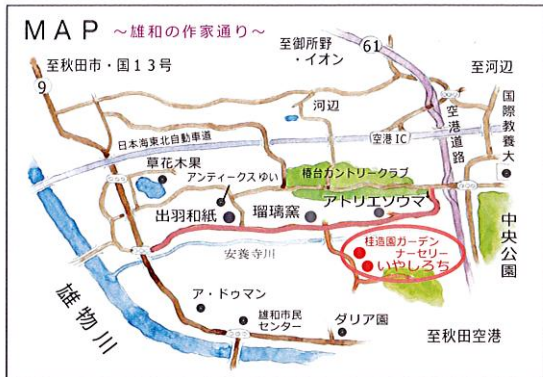 MAP ～雄和の作家通り～
至秋田市・国13号
9
至御所野
・イオン
61
至河辺
河辺
日本海東北自動車道
空港IC
空港道路
国際教養大
草花木果
アンティークスゆい
椿台カントリークラブ
出羽和紙
瑠璃窯
アトリエソウマ
中央公園
安養寺川
桂造園ガーデン
ナーセリー
いやしろち
雄物川
ア・ドゥマン
雄和市民
センター
ダリア園
至秋田空港